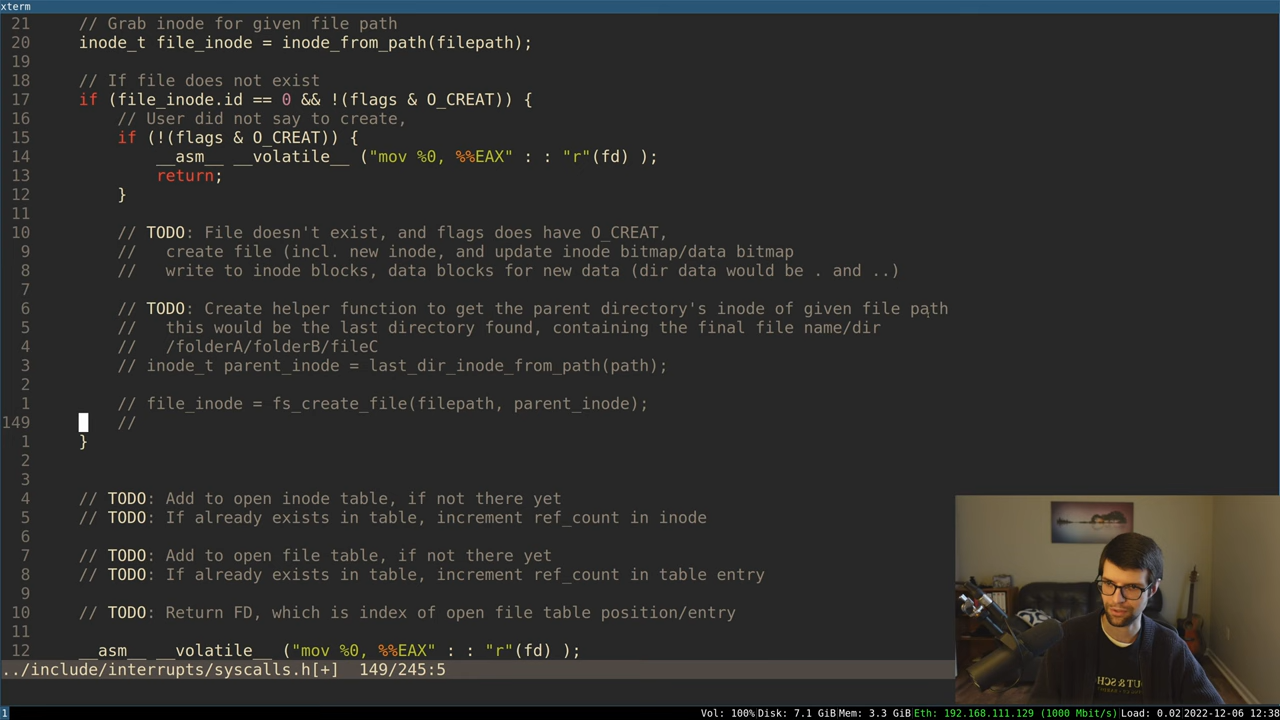 xterm
21 // Grab inode for given file path
20 inode_t file_inode = inode_from_path(filepath);
19
18 // If file does not exist
17 if (file_inode.id == 0 && !(flags & O_CREAT)) {
16 // User did not say to create,
15 if (!(flags & O_CREAT)) {
14 __asm__ __volatile__ ("mov %0, %%EAX" : : "r"(fd) );
13 return;
12 }
11
10 // TODO: File doesn't exist, and flags does have O_CREAT,
9 // create file (incl. new inode, and update inode bitmap/data bitmap
8 // write to inode blocks, data blocks for new data (dir data would be . and ..)
7
6 // TODO: Create helper function to get the parent directory's inode of given file path
5 // this would be the last directory found, containing the final file name/dir
4 // /folderA/folderB/fileC
3 // inode_t parent_inode = last_dir_inode_from_path(path);
2
1 // file_inode = fs_create_file(filepath, parent_inode);
149 //
1 }
2
3
4 // TODO: Add to open inode table, if not there yet
5 // TODO: If already exists in table, increment ref_count in inode
6
7 // TODO: Add to open file table, if not there yet
8 // TODO: If already exists in table, increment ref_count in table entry
9
10 // TODO: Return FD, which is index of open file table position/entry
11
12 __asm__ __volatile__ ("mov %0, %%EAX" : : "r"(fd) );
../include/interrupts/syscalls.h[+] 149/245:5
1 Vol: 100% Disk: 7.1 GiB Mem: 3.3 GiB Eth: 192.168.111.129 (1000 Mbit/s) Load: 0.02 2022-12-06 12:38